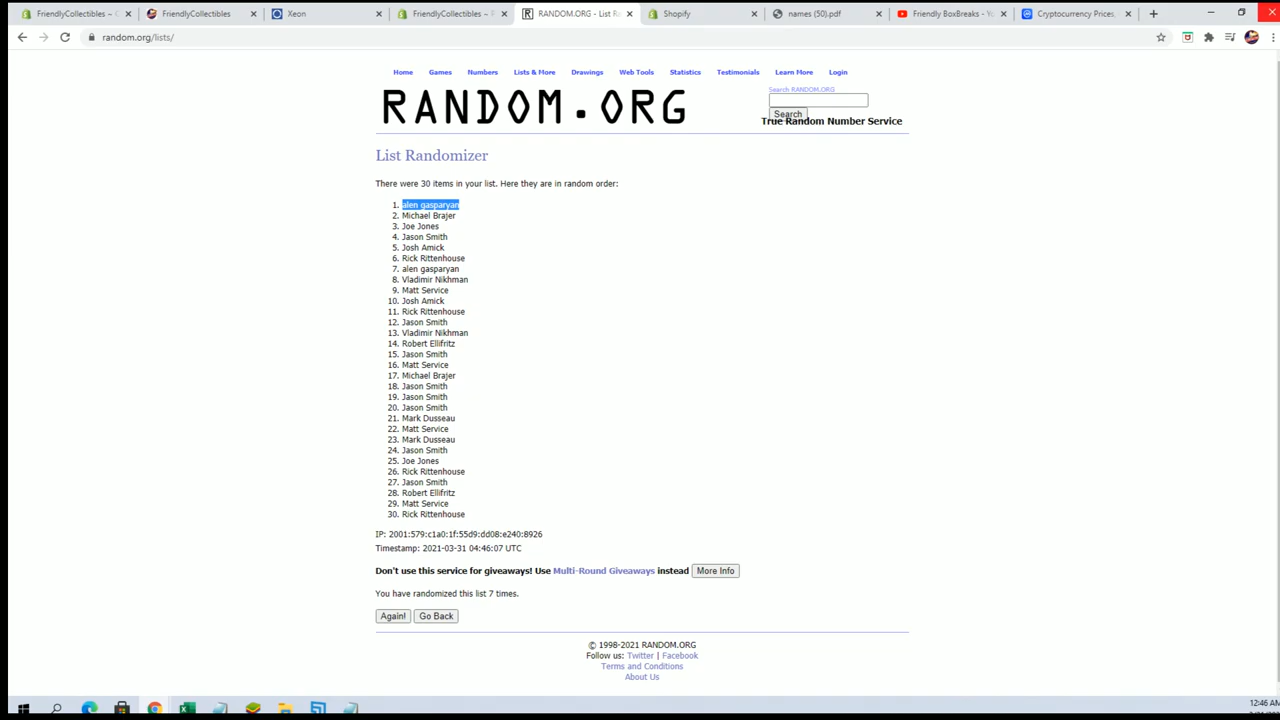 FriendlyCollectibles ~ FriendlyCollectibles Xeon FriendlyCollectibles ~ RANDOM.ORG - List R Shopify names (50).pdf Friendly BoxBreaks - Cryptocurrency Prices,
random.org/lists/
Home Games Numbers Lists & More Drawings Web Tools Statistics Testimonials Learn More Login
RANDOM.ORG
Search RANDOM.ORG
Search
True Random Number Service
List Randomizer
There were 30 items in your list. Here they are in random order:
1. alen gasparyan
2. Michael Brajer
3. Joe Jones
4. Jason Smith
5. Josh Amick
6. Rick Rittenhouse
7. alen gasparyan
8. Vladimir Nikhman
9. Matt Service
10. Josh Amick
11. Rick Rittenhouse
12. Jason Smith
13. Vladimir Nikhman
14. Robert Ellifritz
15. Jason Smith
16. Matt Service
17. Michael Brajer
18. Jason Smith
19. Jason Smith
20. Jason Smith
21. Mark Dusseau
22. Matt Service
23. Mark Dusseau
24. Jason Smith
25. Joe Jones
26. Rick Rittenhouse
27. Jason Smith
28. Robert Ellifritz
29. Matt Service
30. Rick Rittenhouse
IP: 2001:579:c1a0:1f:55d9:dd08:e240:8926
Timestamp: 2021-03-31 04:46:07 UTC
Don't use this service for giveaways! Use Multi-Round Giveaways instead More Info
You have randomized this list 7 times.
Again! Go Back
© 1998-2021 RANDOM.ORG
Follow us: Twitter | Facebook
Terms and Conditions
About Us
12:46 AM